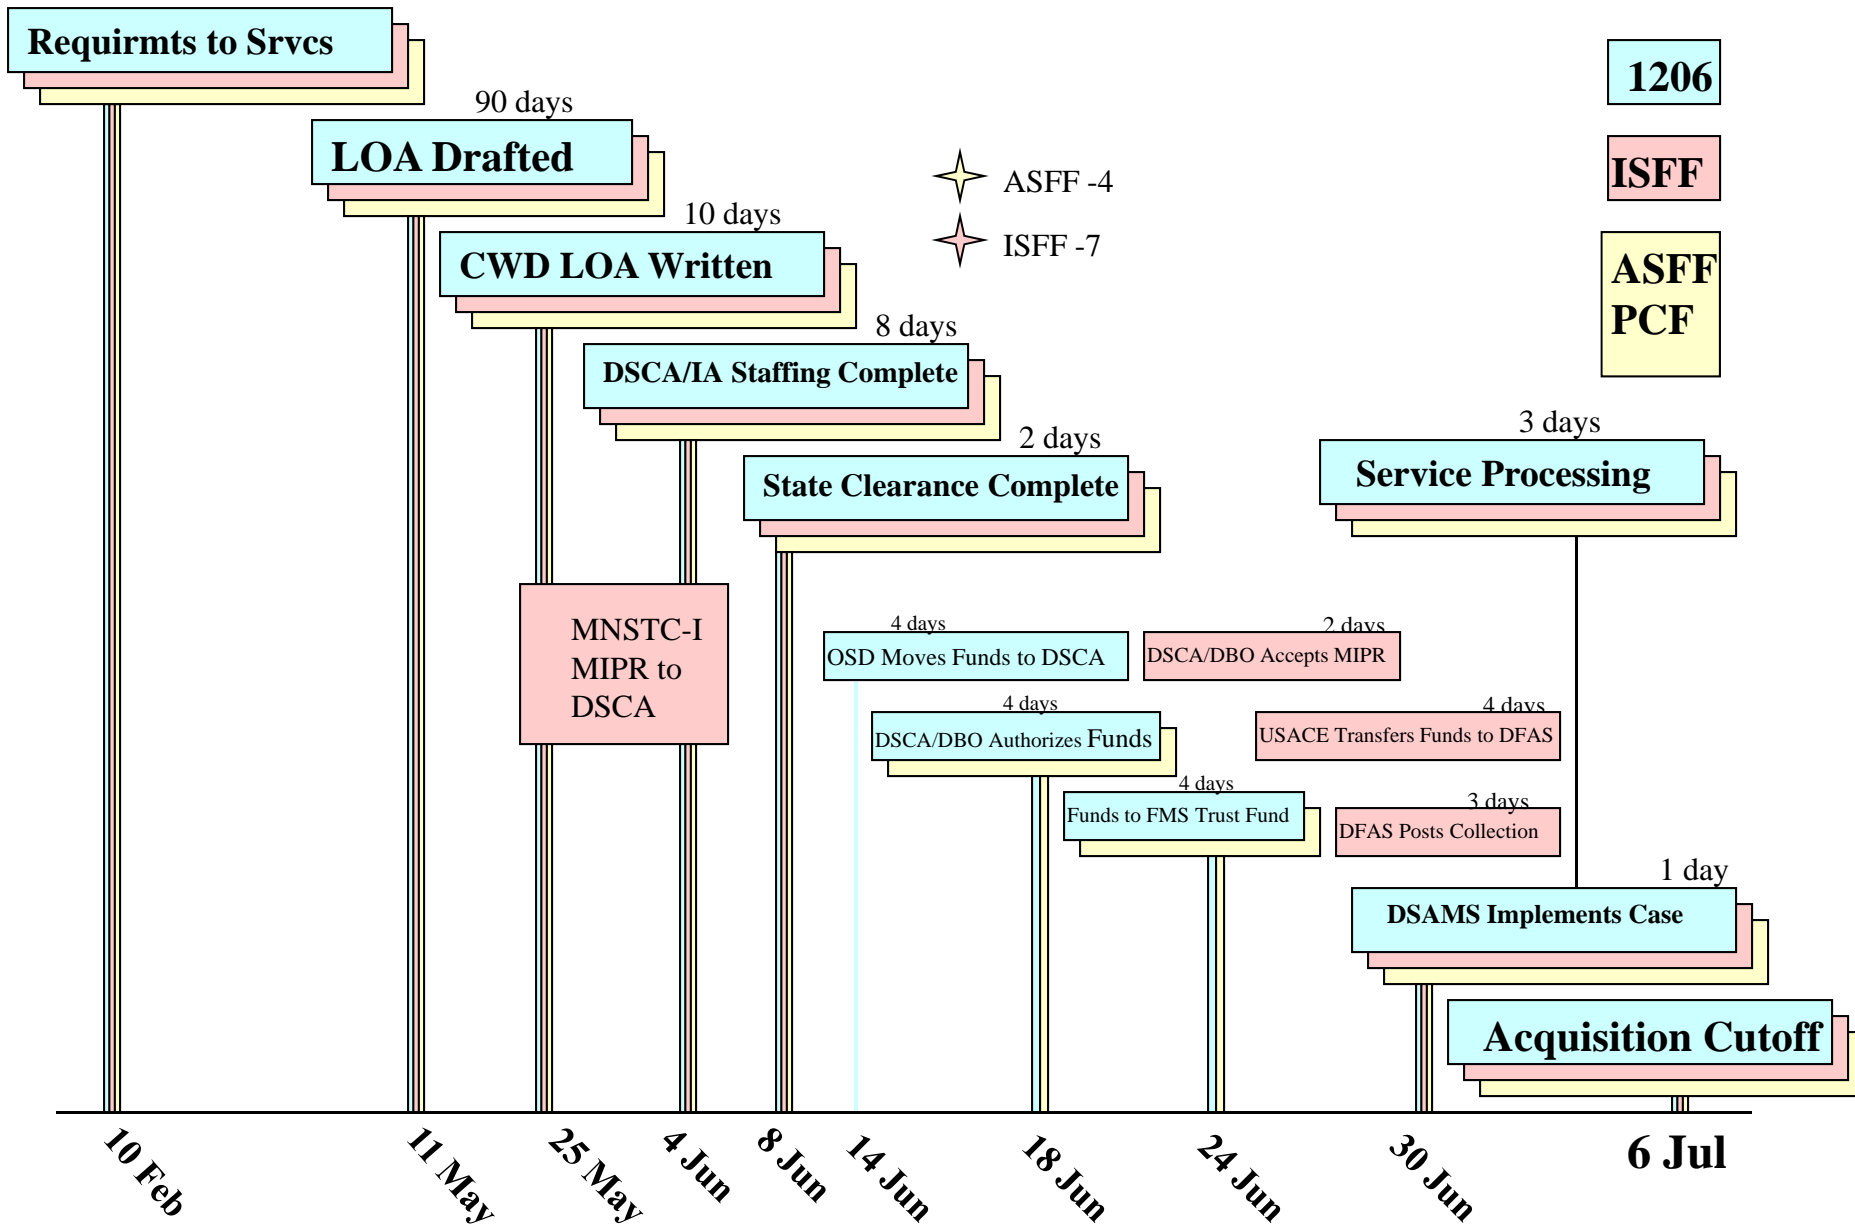 Requirmts to Srvcs
90 days
LOA Drafted
10 days
CWD LOA Written
8 days
DSCA/IA Staffing Complete
2 days
State Clearance Complete
ASFF -4
ISFF -7
1206
ISFF
ASFF
PCF
3 days
Service Processing
MNSTC-I
MIPR to
DSCA
4 days
OSD Moves Funds to DSCA
2 days
DSCA/DBO Accepts MIPR
4 days
DSCA/DBO Authorizes Funds
4 days
USACE Transfers Funds to DFAS
4 days
Funds to FMS Trust Fund
3 days
DFAS Posts Collection
1 day
DSAMS Implements Case
Acquisition Cutoff
10 Feb
11 May
25 May
4 Jun
8 Jun
14 Jun
18 Jun
24 Jun
30 Jun
6 Jul